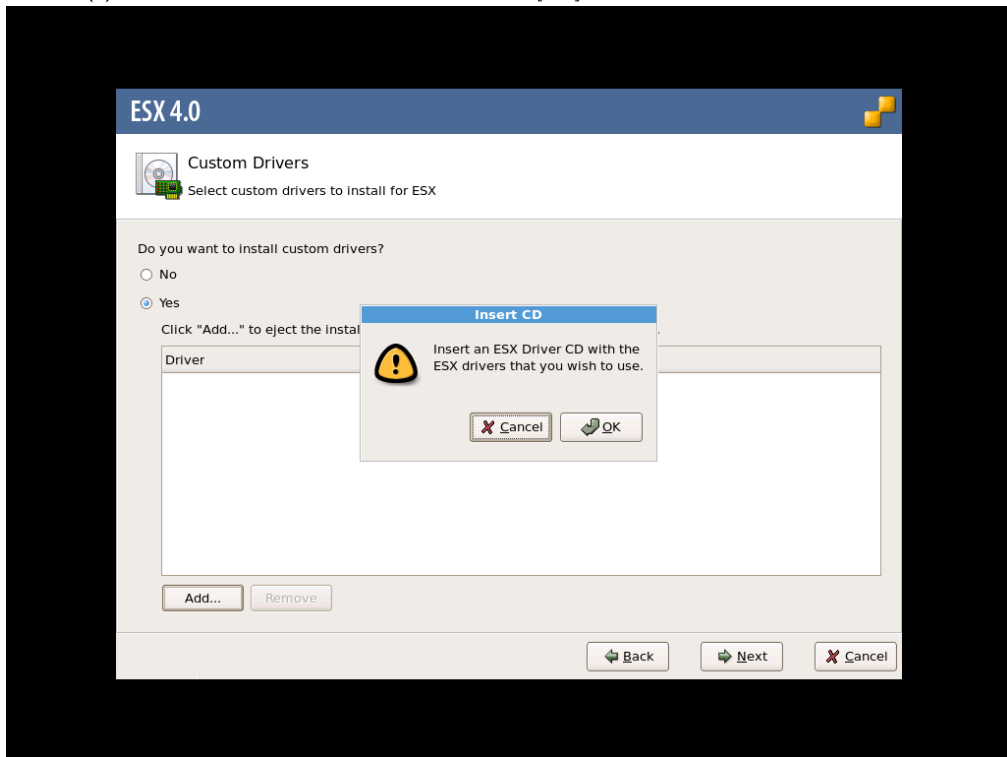 ESX 4.0
Custom Drivers
Select custom drivers to install for ESX
Do you want to install custom drivers?
No
Yes
Click "Add..." to eject the instal
Insert CD
Insert an ESX Driver CD with the
ESX drivers that you wish to use.
Cancel OK
Driver
Add... Remove
Back Next Cancel